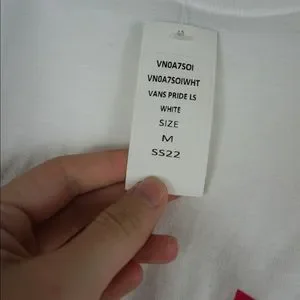 VN0A7SOI
VN0A7SOIWHT
VANS PRIDE LS
WHITE
SIZE
M
SS22